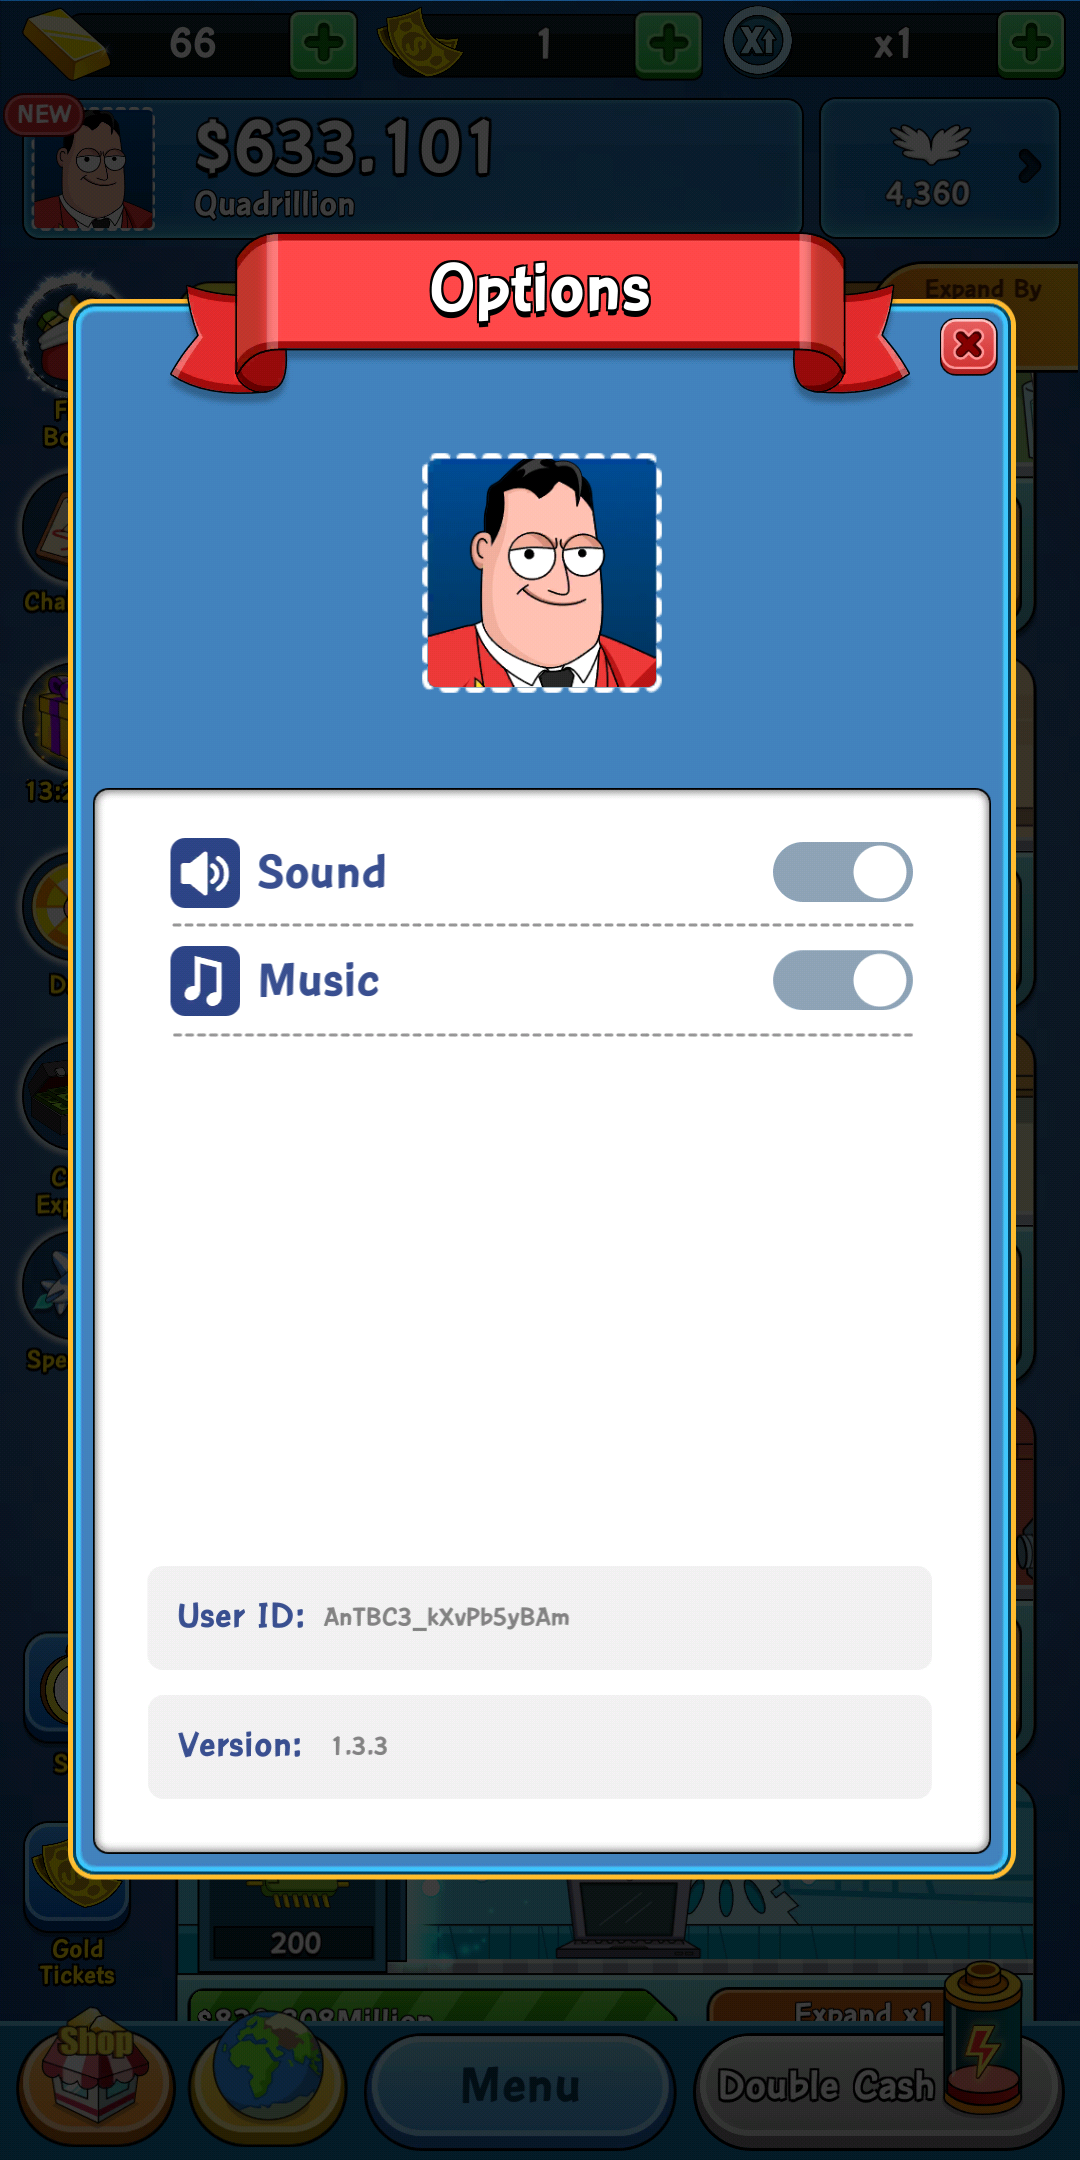 66
1
X
x1
NEW
$633.101
Quadrillion
4,360
Expand By
Options
13:
Sound
Music
User ID: AnTBC3_kXvPb5yBAm
Version: 1.3.3
200
Gold
Tickets
Expand x1
Shop
Menu
Double Cash